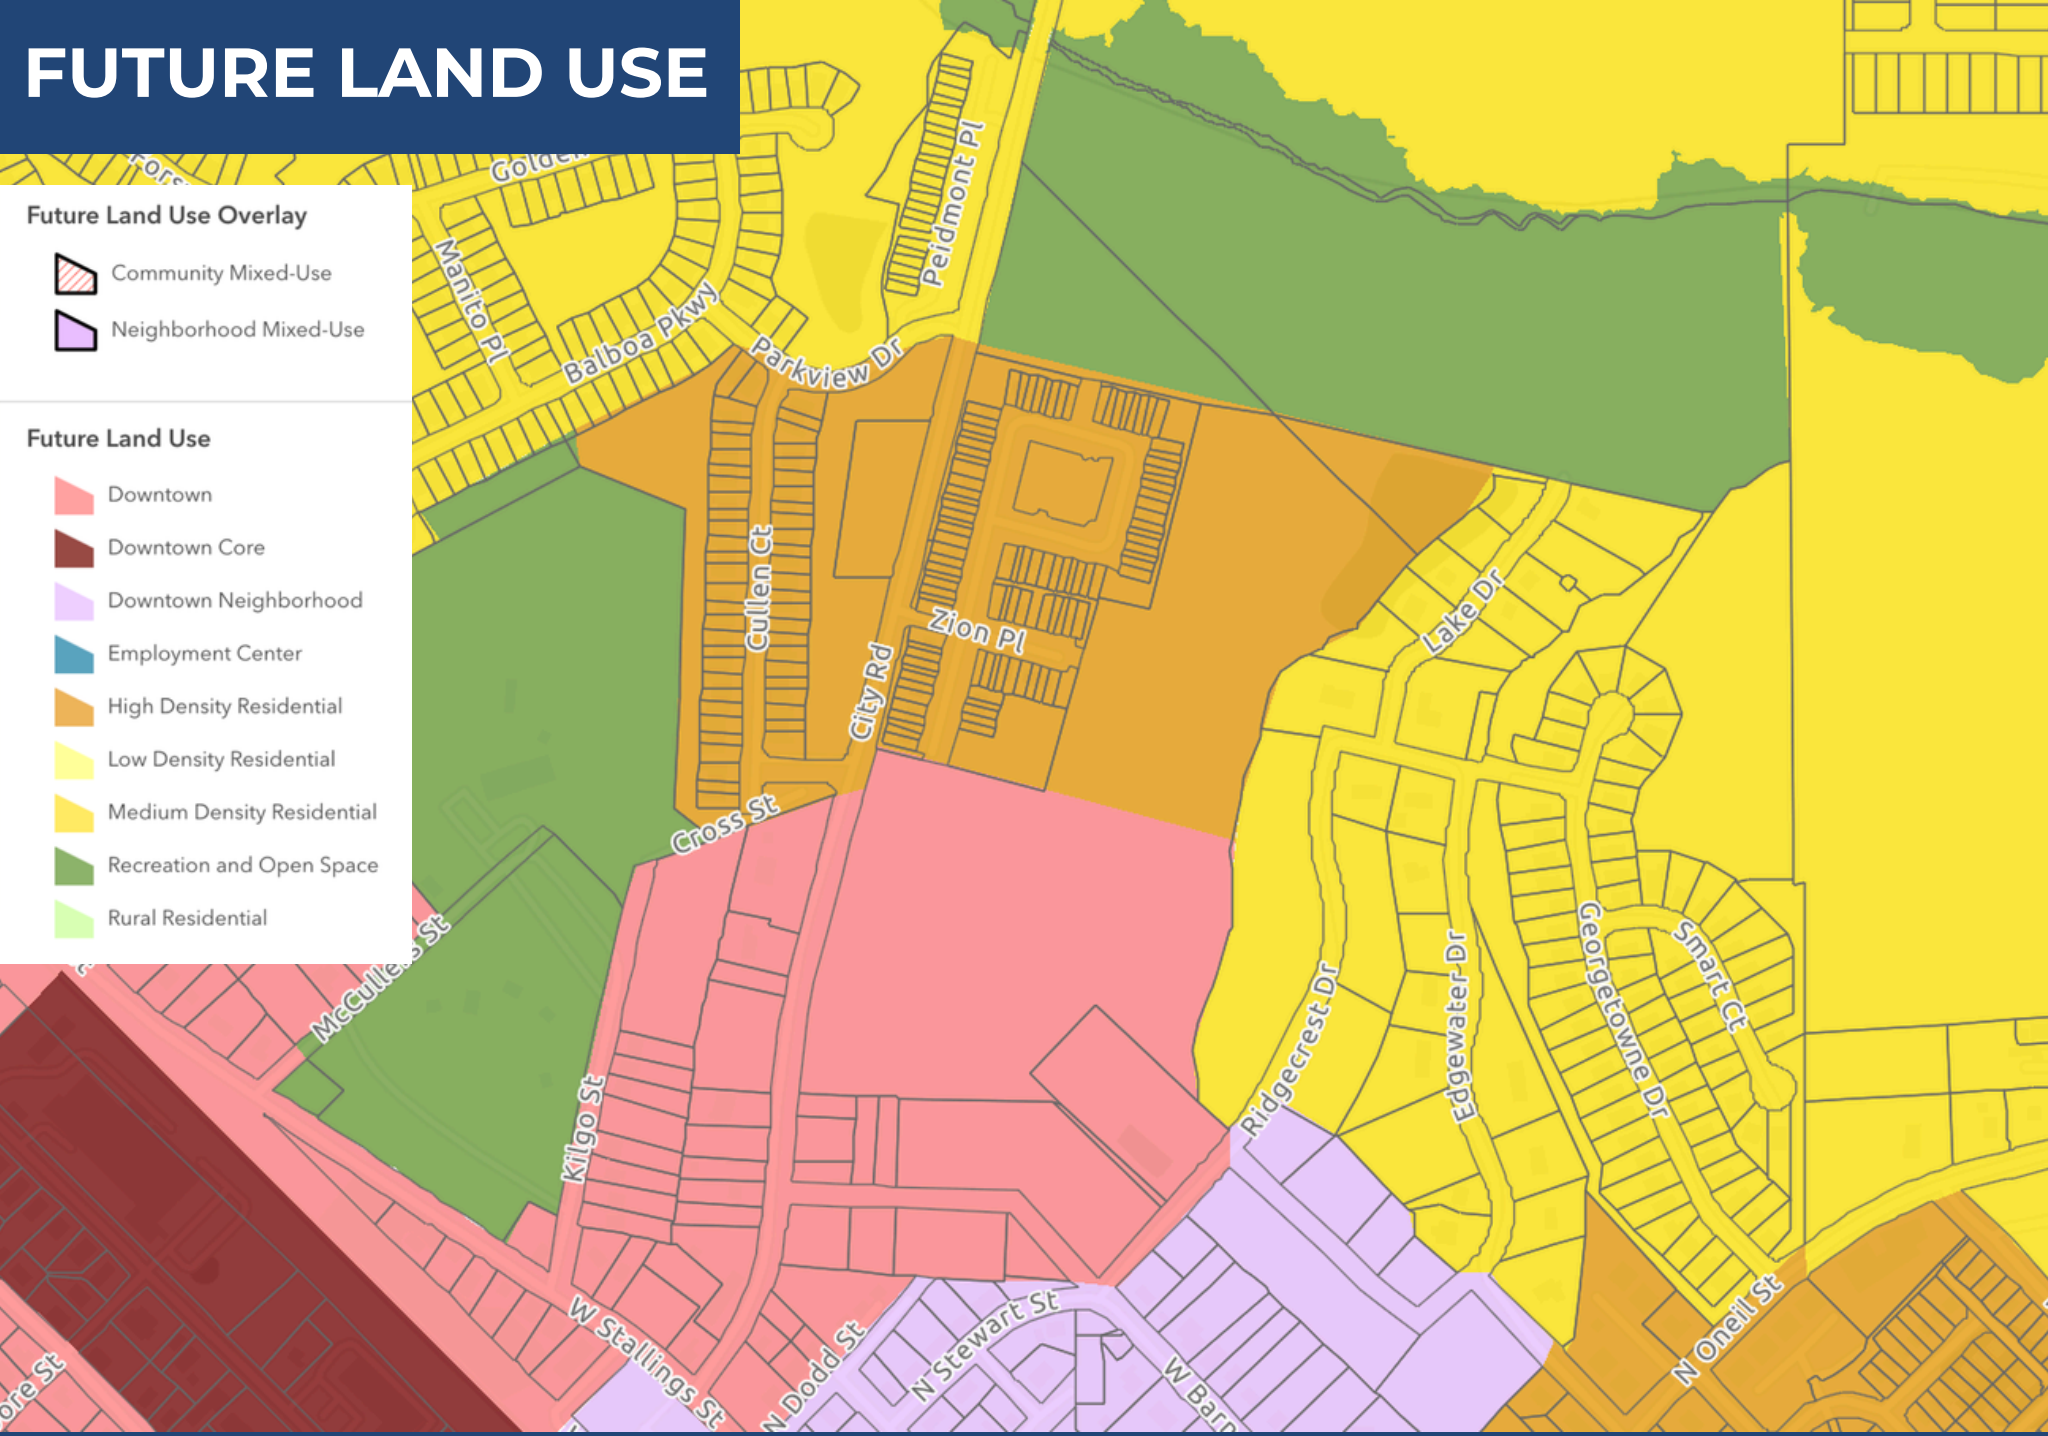 FUTURE LAND USE
Future Land Use Overlay
Community Mixed-Use
Neighborhood Mixed-Use
Future Land Use
Downtown
Downtown Core
Downtown Neighborhood
Employment Center
High Density Residential
Low Density Residential
Medium Density Residential
Recreation and Open Space
Rural Residential
Golden
Manito Pl
Balboa Pkwy
Parkview Dr
Peidmont Pl
Cullen Ct
City Rd
Zion Pl
Cross St
Lake Dr
McCullers St
Kilgo St
Ridgecrest Dr
Edgewater Dr
Georgetowne Dr
Smart Ct
W Stallings St
N Dodd St
N Stewart St
W Barn
N Oneil St
ore St